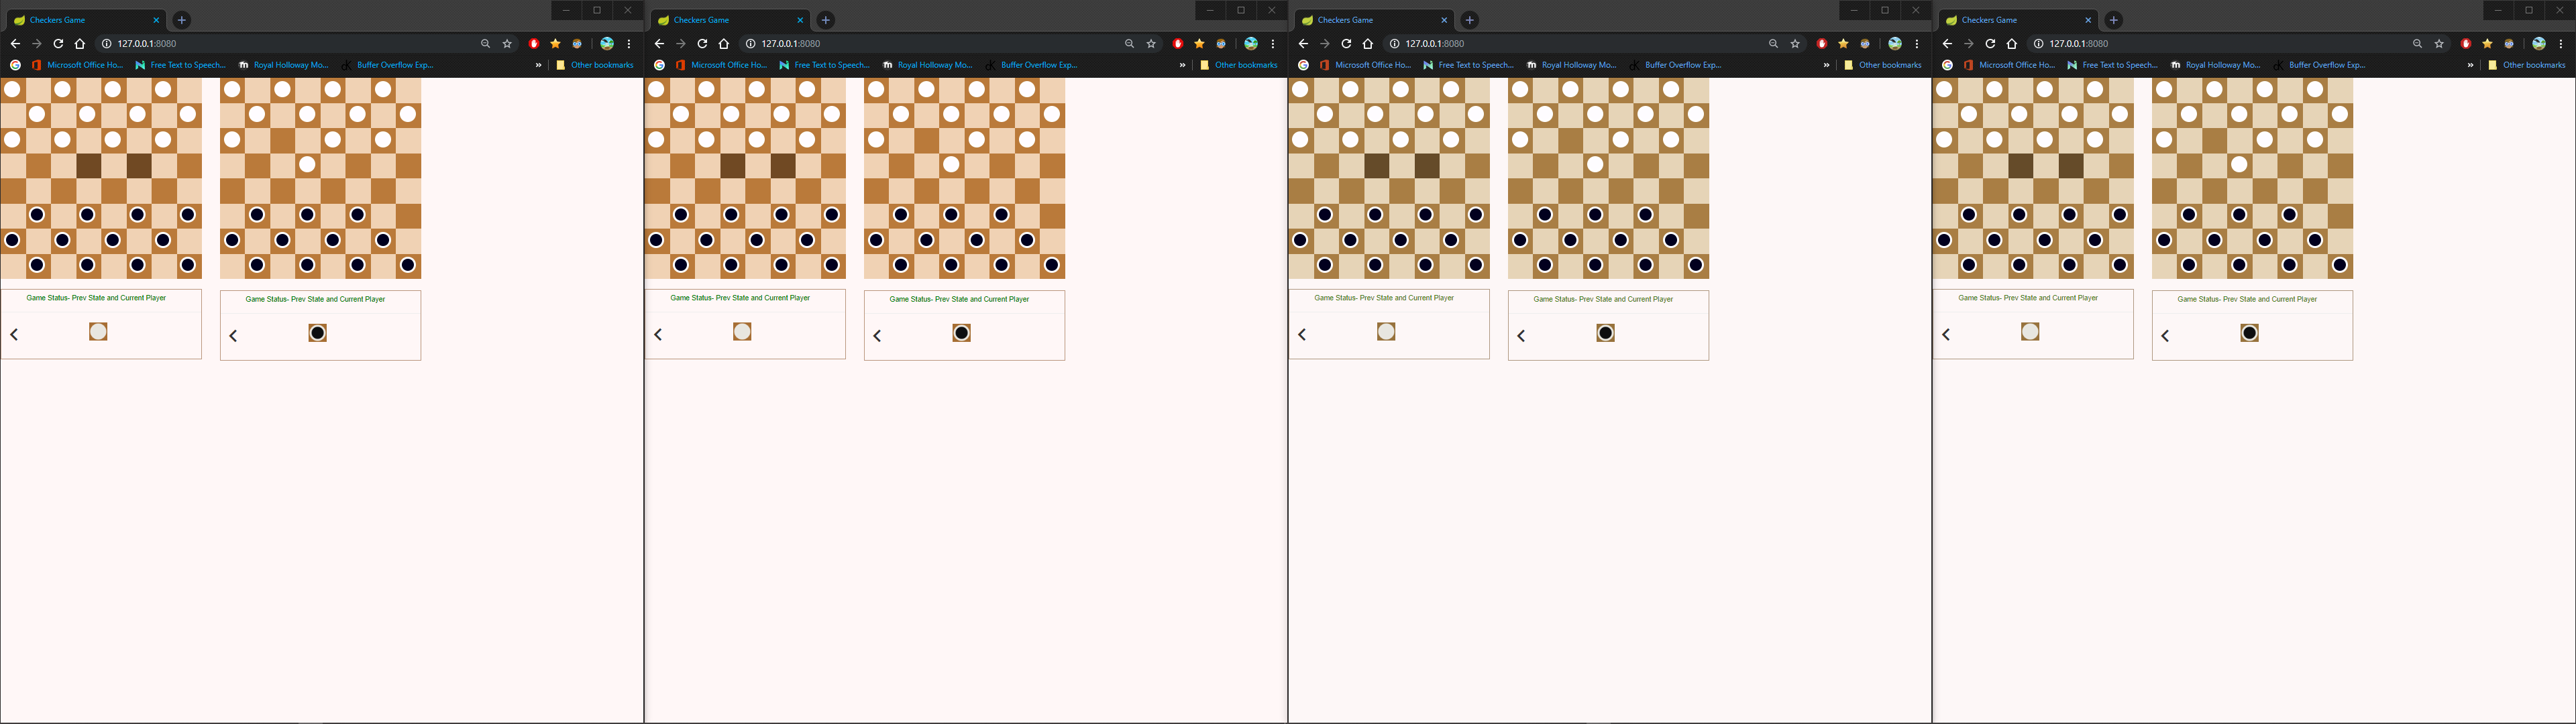 Checkers Game
127.0.0.1:8080
Microsoft Office Ho... Free Text to Speech... Royal Holloway Mo... Buffer Overflow Exp... » Other bookmarks
Game Status- Prev State and Current Player
Game Status- Prev State and Current Player
Checkers Game
127.0.0.1:8080
Microsoft Office Ho... Free Text to Speech... Royal Holloway Mo... Buffer Overflow Exp... » Other bookmarks
Game Status- Prev State and Current Player
Game Status- Prev State and Current Player
Checkers Game
127.0.0.1:8080
Microsoft Office Ho... Free Text to Speech... Royal Holloway Mo... Buffer Overflow Exp... » Other bookmarks
Game Status- Prev State and Current Player
Game Status- Prev State and Current Player
Checkers Game
127.0.0.1:8080
Microsoft Office Ho... Free Text to Speech... Royal Holloway Mo... Buffer Overflow Exp... » Other bookmarks
Game Status- Prev State and Current Player
Game Status- Prev State and Current Player